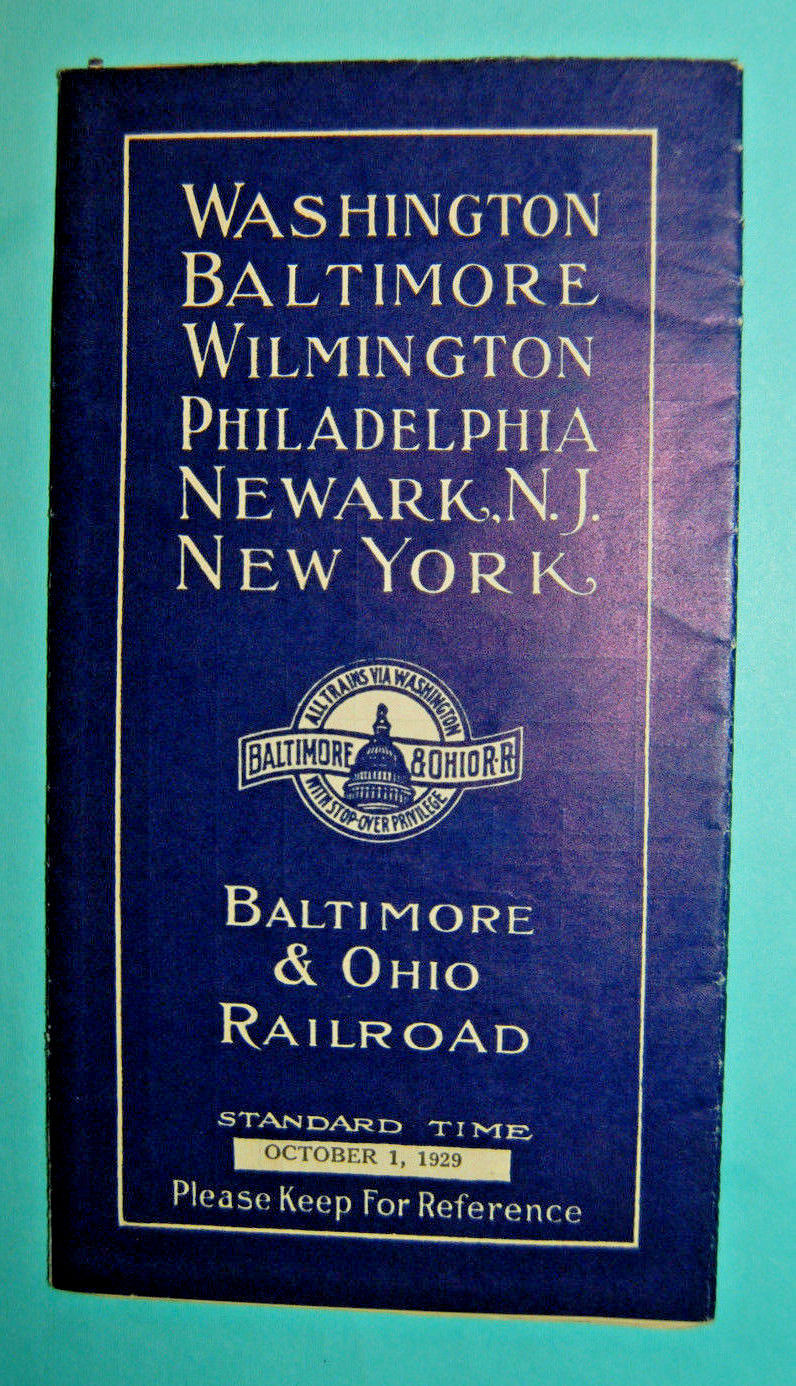 WASHINGTON
BALTIMORE
WILMINGTON
PHILADELPHIA
NEWARK, N.J.
NEW YORK
ALL TRAINS VIA WASHINGTON
BALTIMORE & OHIO R.R
WITH STOP-OVER PRIVILEGE
BALTIMORE
& OHIO
RAILROAD
STANDARD TIME
OCTOBER 1, 1929
Please Keep For Reference